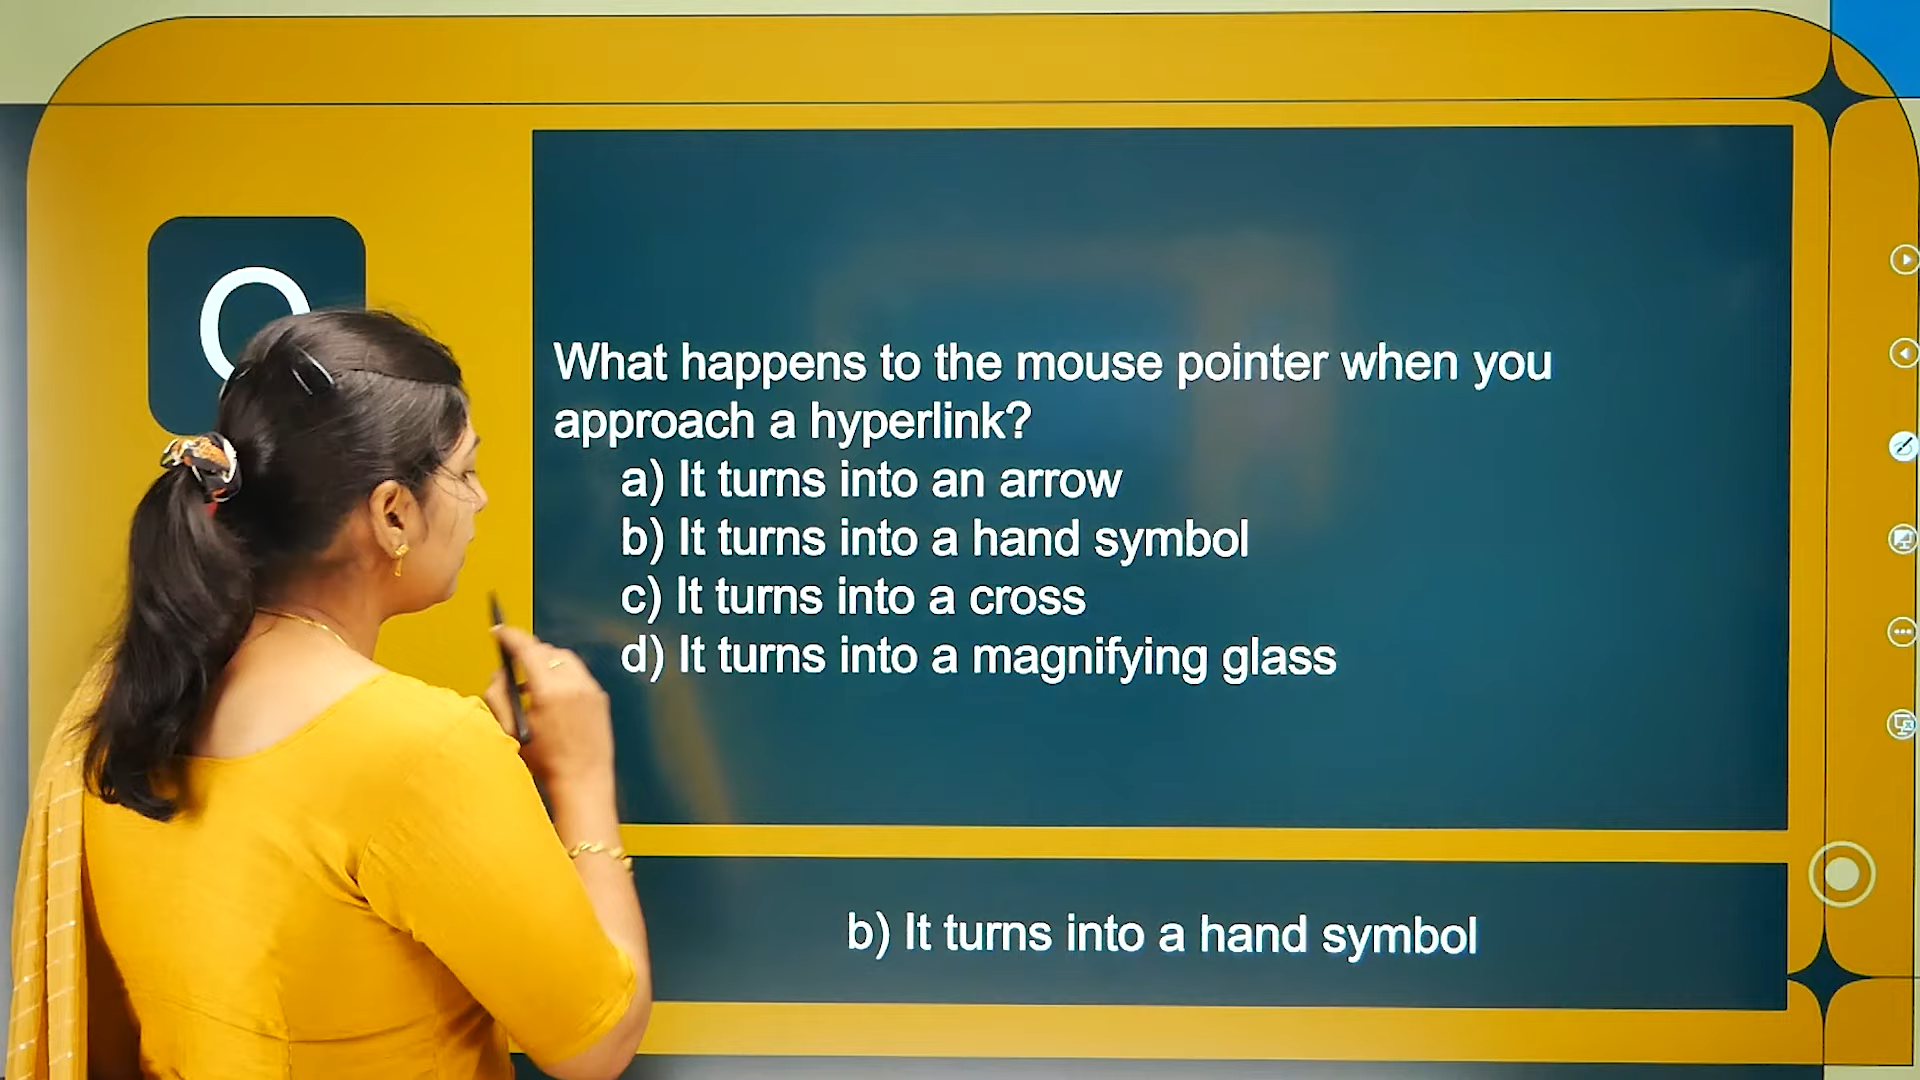 What happens to the mouse pointer when you
approach a hyperlink?
a) It turns into an arrow
b) It turns into a hand symbol
c) It turns into a cross
d) It turns into a magnifying glass
b) It turns into a hand symbol